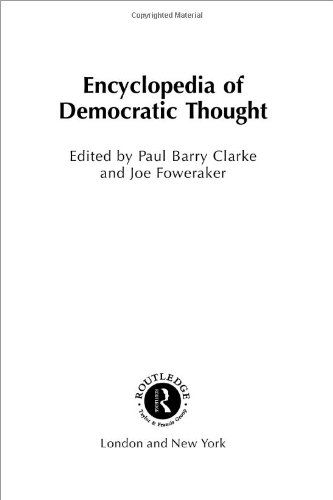 Copyrighted Material
Encyclopedia of
Democratic Thought
Edited by Paul Barry Clarke
and Joe Foweraker
ROUTLEDGE
ROUTLEDGE
Taylor & Francis Group
London and New York